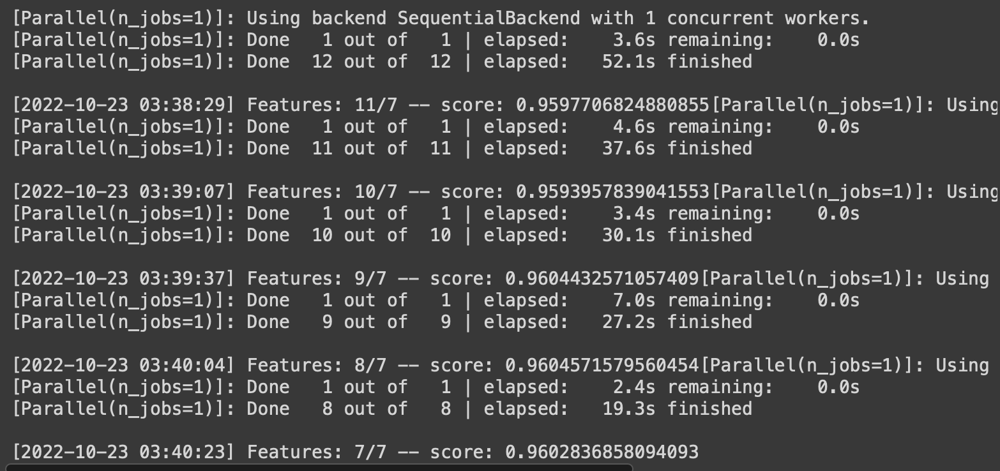 [Parallel(n_jobs=1)]: Using backend SequentialBackend with 1 concurrent workers.
[Parallel(n_jobs=1)]: Done   1 out of   1 | elapsed:    3.6s remaining:    0.0s
[Parallel(n_jobs=1)]: Done  12 out of  12 | elapsed:   52.1s finished
[2022-10-23 03:38:29] Features: 11/7 -- score: 0.9597706824880855[Parallel(n_jobs=1)]: Using
[Parallel(n_jobs=1)]: Done   1 out of   1 | elapsed:    4.6s remaining:    0.0s
[Parallel(n_jobs=1)]: Done  11 out of  11 | elapsed:   37.6s finished
[2022-10-23 03:39:07] Features: 10/7 -- score: 0.9593957839041553[Parallel(n_jobs=1)]: Using
[Parallel(n_jobs=1)]: Done   1 out of   1 | elapsed:    3.4s remaining:    0.0s
[Parallel(n_jobs=1)]: Done  10 out of  10 | elapsed:   30.1s finished
[2022-10-23 03:39:37] Features: 9/7 -- score: 0.9604432571057409[Parallel(n_jobs=1)]: Using
[Parallel(n_jobs=1)]: Done   1 out of   1 | elapsed:    7.0s remaining:    0.0s
[Parallel(n_jobs=1)]: Done   9 out of   9 | elapsed:   27.2s finished
[2022-10-23 03:40:04] Features: 8/7 -- score: 0.9604571579560454[Parallel(n_jobs=1)]: Using
[Parallel(n_jobs=1)]: Done   1 out of   1 | elapsed:    2.4s remaining:    0.0s
[Parallel(n_jobs=1)]: Done   8 out of   8 | elapsed:   19.3s finished
[2022-10-23 03:40:23] Features: 7/7 -- score: 0.9602836858094093